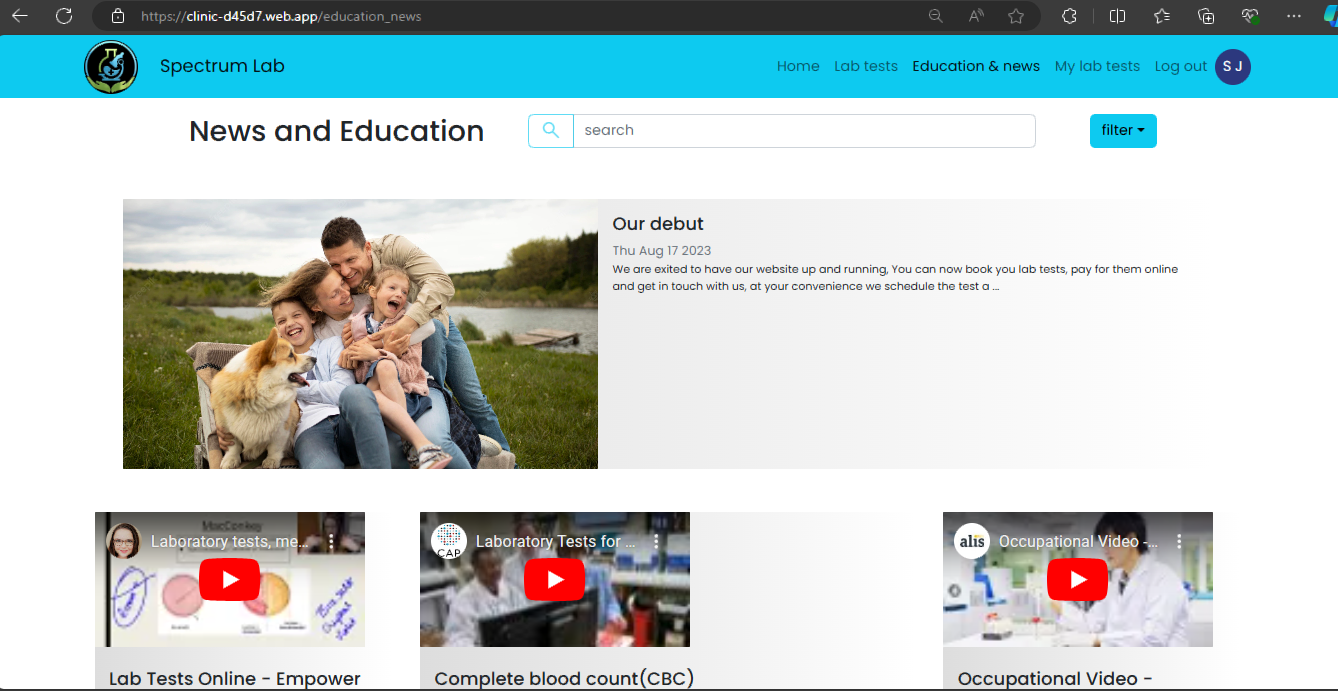 https://clinic-d45d7.web.app/education_news
Spectrum Lab
Home Lab tests Education & news My lab tests Log out S J
News and Education
search
filter
Our debut
Thu Aug 17 2023
We are exited to have our website up and running, You can now book you lab tests, pay for them online
and get in touch with us, at your convenience we schedule the test a ...
MacConkey
Laboratory tests, me...
CAP
Laboratory Tests for ...
alis
Occupational Video -...
Lab Tests Online - Empower
Complete blood count(CBC)
Occupational Video -